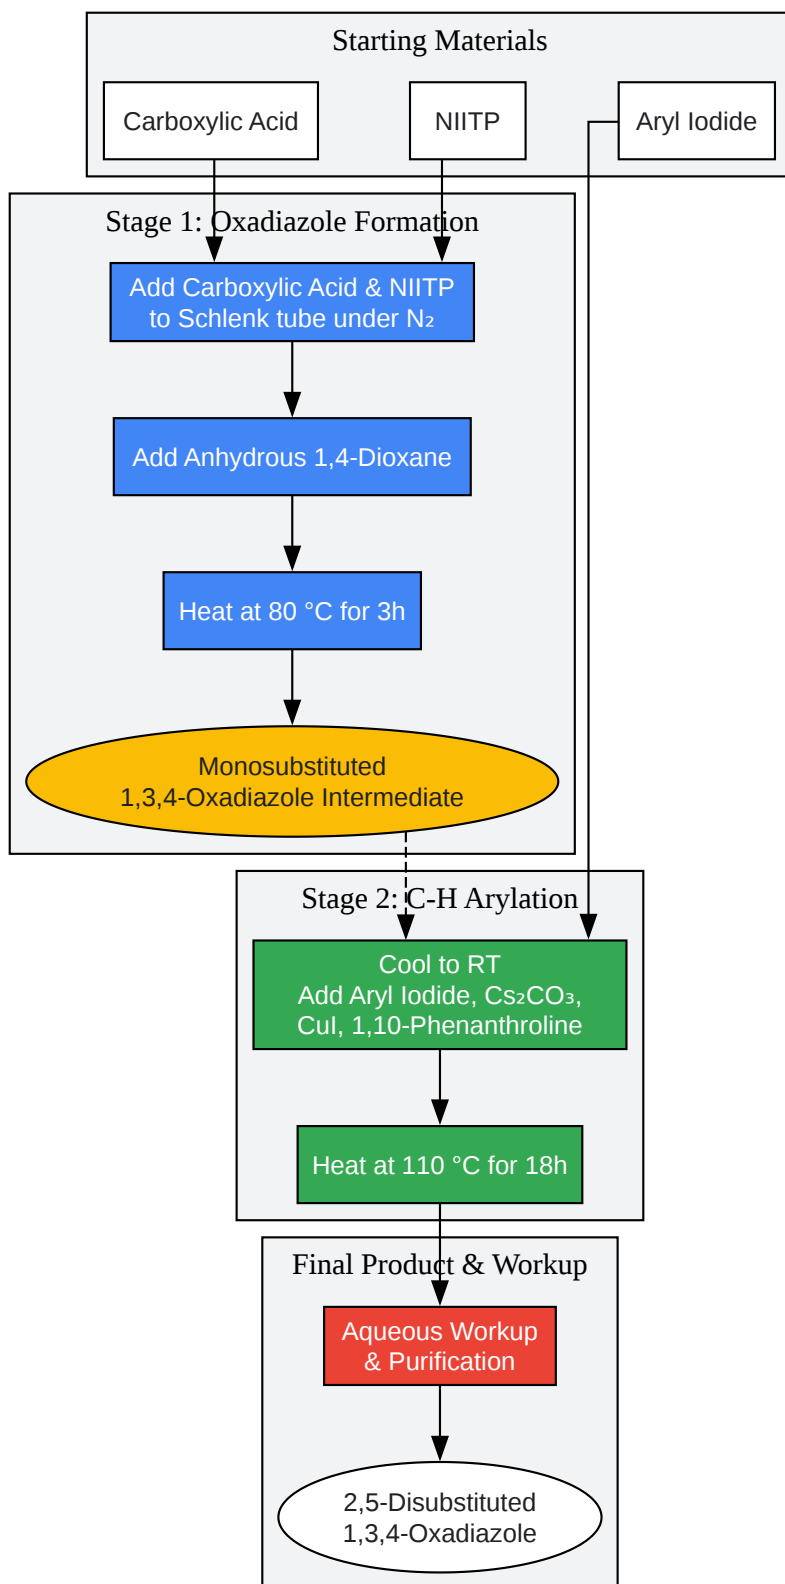 Starting Materials
Carboxylic Acid
NIITP
Aryl Iodide
Stage 1: Oxadiazole Formation
Add Carboxylic Acid & NIITP
to Schlenk tube under N₂
Add Anhydrous 1,4-Dioxane
Heat at 80 °C for 3h
Monosubstituted
1,3,4-Oxadiazole Intermediate
Stage 2: C-H Arylation
Cool to RT
Add Aryl Iodide, Cs₂CO₃,
CuI, 1,10-Phenanthroline
Heat at 110 °C for 18h
Final Product & Workup
Aqueous Workup
& Purification
2,5-Disubstituted
1,3,4-Oxadiazole